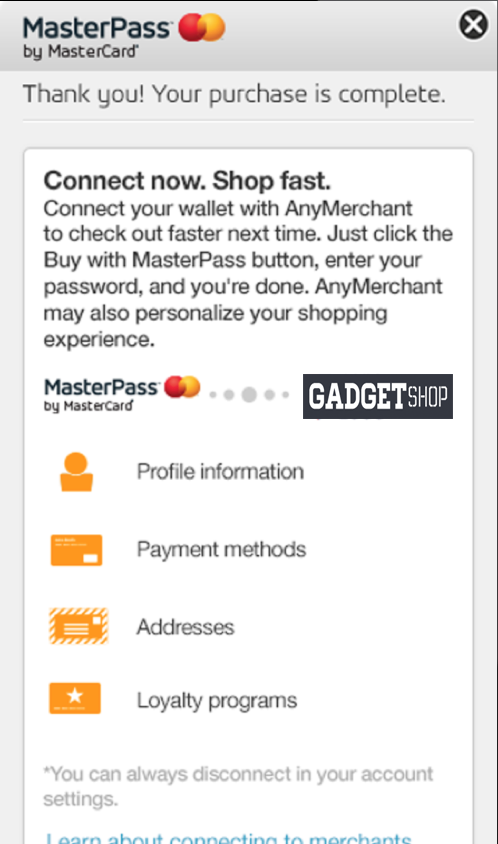 MasterPass
by MasterCard
Thank you! Your purchase is complete.
Connect now. Shop fast.
Connect your wallet with AnyMerchant
to check out faster next time. Just click the
Buy with MasterPass button, enter your
password, and you're done. AnyMerchant
may also personalize your shopping
experience.
MasterPass
by MasterCard
GADGETSHOP
Profile information
Payment methods
Addresses
Loyalty programs
*You can always disconnect in your account
settings.
Learn about connecting to merchants